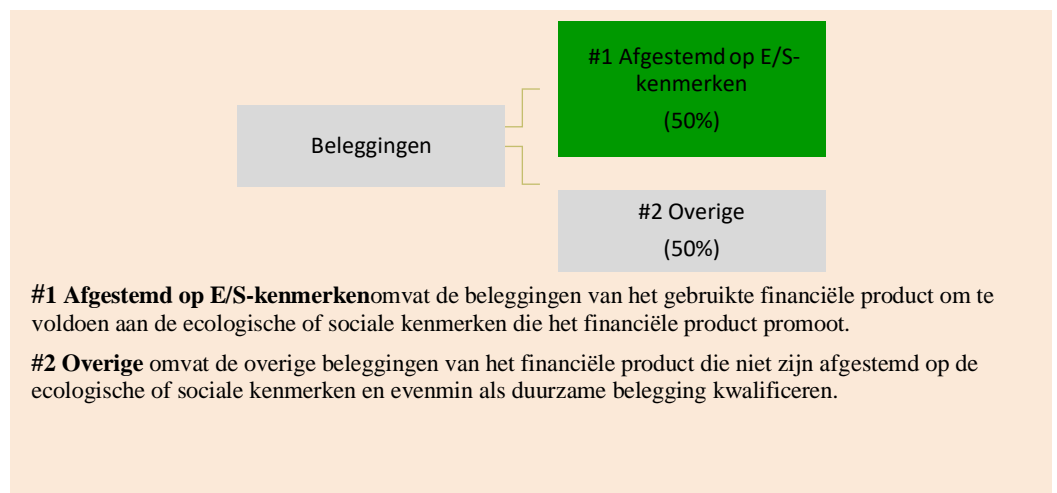 #1 Afgestemd op E/S-
kenmerken
(50%)
Beleggingen
#2 Overige
(50%)
#1 Afgestemd op E/S-kenmerkenomvat de beleggingen van het gebruikte financiële product om te
voldoen aan de ecologische of sociale kenmerken die het financiële product promoot.
#2 Overige omvat de overige beleggingen van het financiële product die niet zijn afgestemd op de
ecologische of sociale kenmerken en evenmin als duurzame belegging kwalificeren.